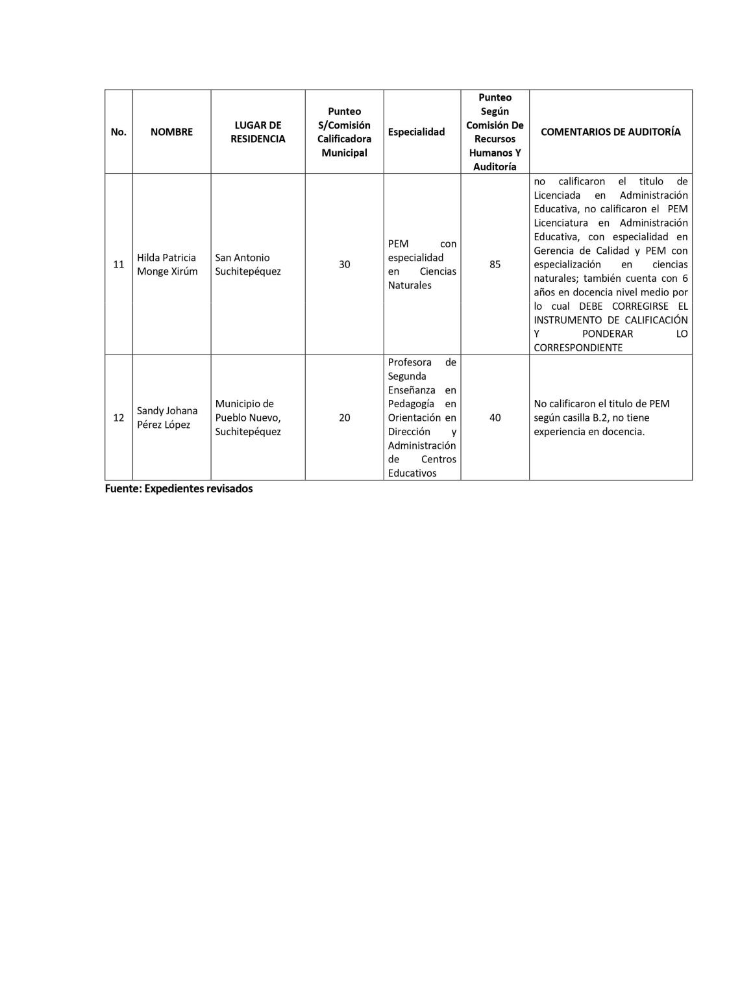 No.
NOMBRE
LUGAR DE
RESIDENCIA
Punteo
S/Comisión
Calificadora
Municipal
Especialidad
Punteo
Según
Comisión De
Recursos
Humanos Y
Auditoría
COMENTARIOS DE AUDITORÍA
11
Hilda Patricia
Monge Xirúm
San Antonio
Suchitepéquez
30
PEM con
especialidad
en Ciencias
Naturales
85
no calificaron el titulo de
Licenciada en Administración
Educativa, no calificaron el PEM
Licenciatura en Administración
Educativa, con especialidad en
Gerencia de Calidad y PEM con
especialización en ciencias
naturales; también cuenta con 6
años en docencia nivel medio por
lo cual DEBE CORREGIRSE EL
INSTRUMENTO DE CALIFICACIÓN
Y PONDERAR LO
CORRESPONDIENTE
12
Sandy Johana
Pérez López
Municipio de
Pueblo Nuevo,
Suchitepéquez
20
Profesora de
Segunda
Enseñanza en
Pedagogía en
Orientación en
Dirección y
Administración
de Centros
Educativos
40
No calificaron el titulo de PEM
según casilla B.2, no tiene
experiencia en docencia.
Fuente: Expedientes revisados